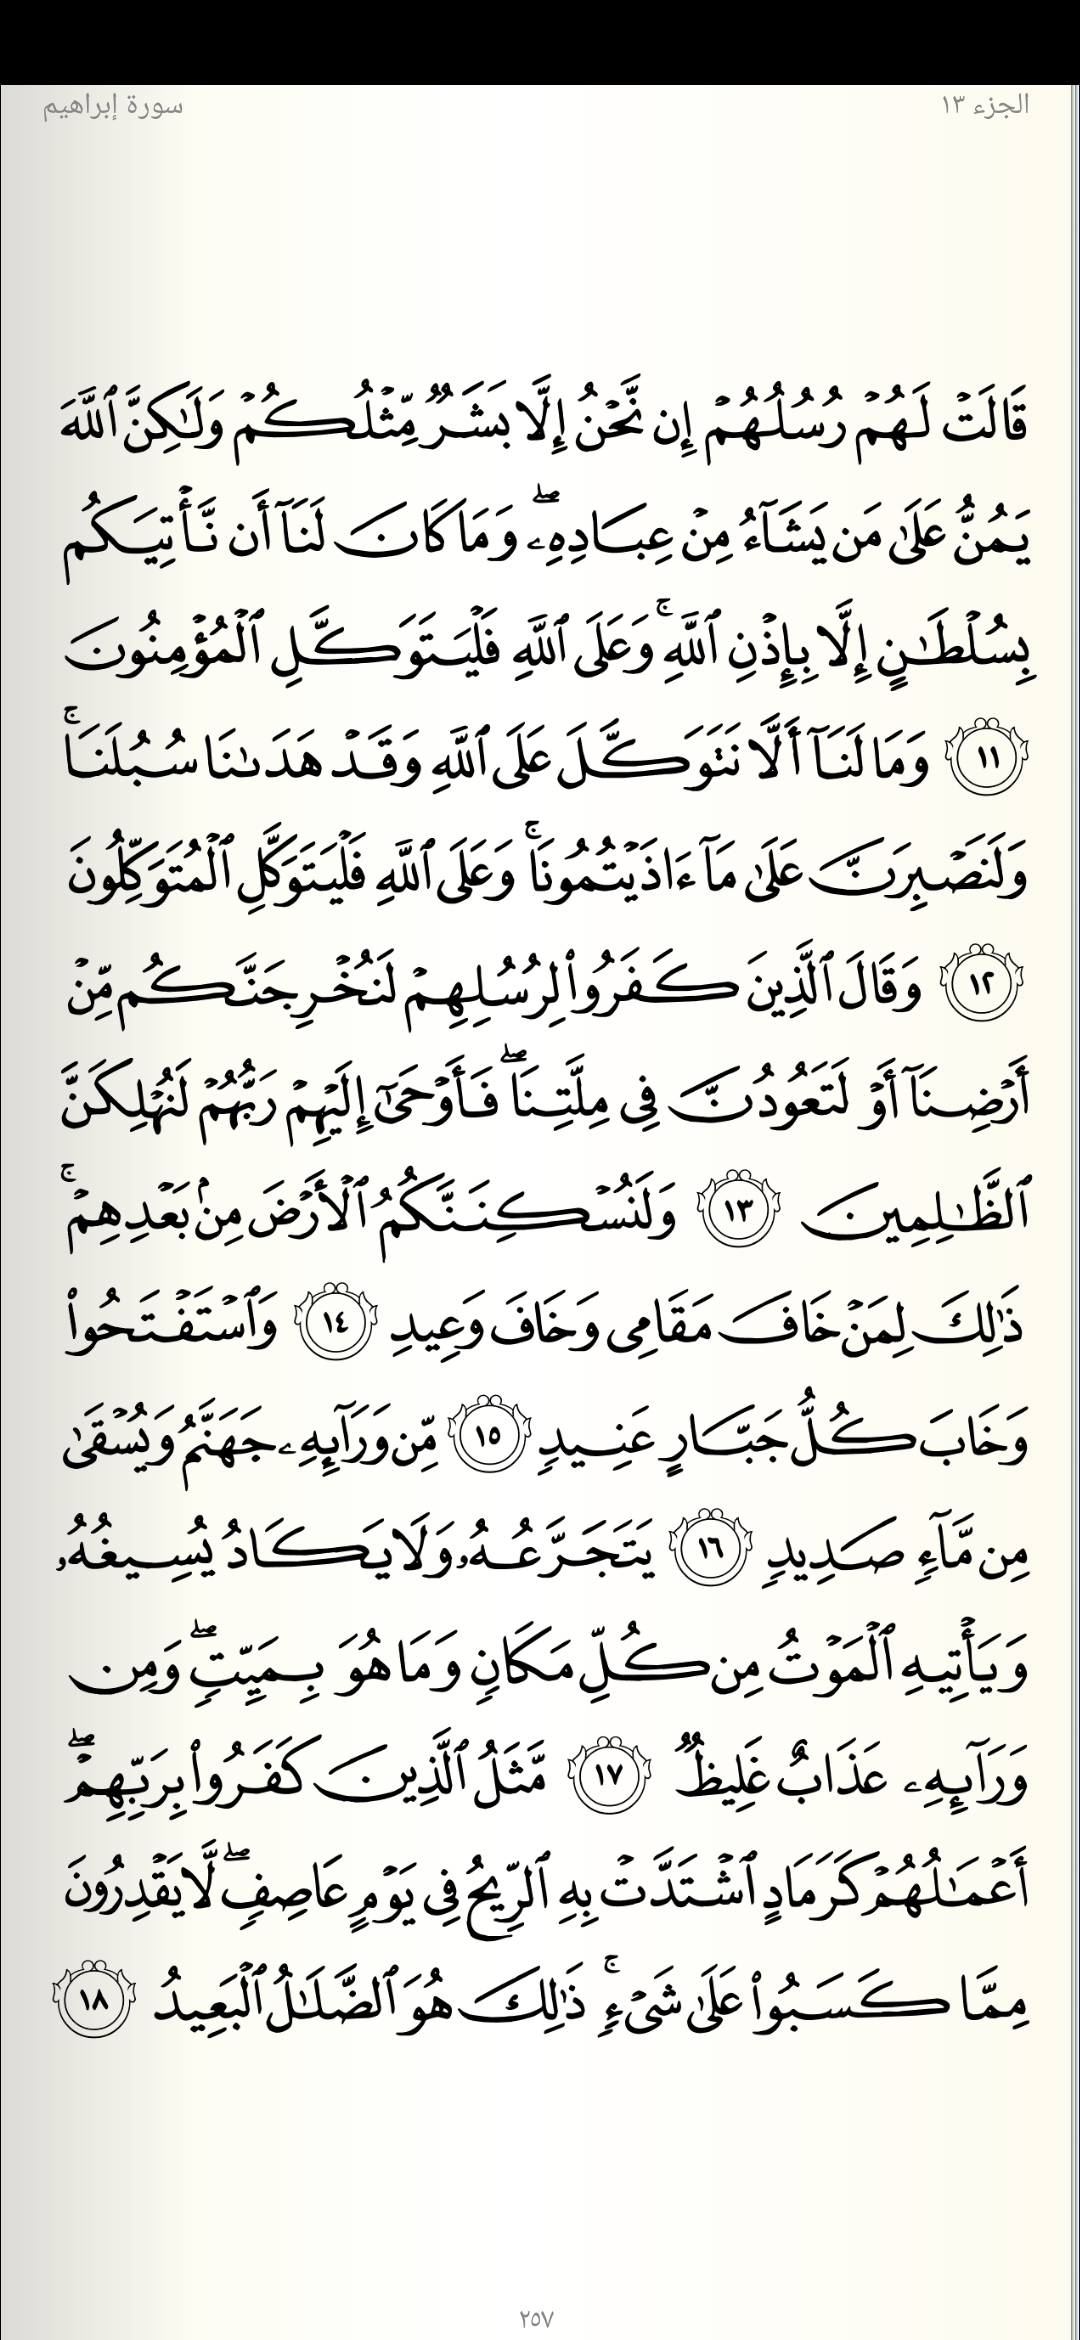 الجزء ١٣
سورة إبراهيم
قَالَتۡ لَهُمۡ رُسُلُهُمۡ إِن نَّحۡنُ إِلَّا بَشَرٞ مِّثۡلُكُمۡ وَلَٰكِنَّ ٱللَّهَ
يَمُنُّ عَلَىٰ مَن يَشَآءُ مِنۡ عِبَادِهِۦۖ وَمَا كَانَ لَنَآ أَن نَّأۡتِيَكُم
بِسُلۡطَٰنٍ إِلَّا بِإِذۡنِ ٱللَّهِۚ وَعَلَى ٱللَّهِ فَلۡيَتَوَكَّلِ ٱلۡمُؤۡمِنُونَ
١١ وَمَا لَنَآ أَلَّا نَتَوَكَّلَ عَلَى ٱللَّهِ وَقَدۡ هَدَىٰنَا سُبُلَنَاۚ
وَلَنَصۡبِرَنَّ عَلَىٰ مَآ ءَاذَيۡتُمُونَاۚ وَعَلَى ٱللَّهِ فَلۡيَتَوَكَّلِ ٱلۡمُتَوَكِّلُونَ
١٢ وَقَالَ ٱلَّذِينَ كَفَرُواْ لِرُسُلِهِمۡ لَنُخۡرِجَنَّكُم مِّنۡ
أَرۡضِنَآ أَوۡ لَتَعُودُنَّ فِي مِلَّتِنَاۖ فَأَوۡحَىٰٓ إِلَيۡهِمۡ رَبُّهُمۡ لَنُهۡلِكَنَّ
ٱلظَّٰلِمِينَ ١٣ وَلَنُسۡكِنَنَّكُمُ ٱلۡأَرۡضَ مِنۢ بَعۡدِهِمۡۚ
ذَٰلِكَ لِمَنۡ خَافَ مَقَامِي وَخَافَ وَعِيدِ ١٤ وَٱسۡتَفۡتَحُواْ
وَخَابَ كُلُّ جَبَّارٍ عَنِيدٖ ١٥ مِّن وَرَآئِهِۦ جَهَنَّمُ وَيُسۡقَىٰ
مِن مَّآءٖ صَدِيدٖ ١٦ يَتَجَرَّعُهُۥ وَلَا يَكَادُ يُسِيغُهُۥ
وَيَأۡتِيهِ ٱلۡمَوۡتُ مِن كُلِّ مَكَانٖ وَمَا هُوَ بِمَيِّتٖۖ وَمِن
وَرَآئِهِۦ عَذَابٌ غَلِيظٞ ١٧ مَّثَلُ ٱلَّذِينَ كَفَرُواْ بِرَبِّهِمۡۖ
أَعۡمَٰلُهُمۡ كَرَمَادٍ ٱشۡتَدَّتۡ بِهِ ٱلرِّيحُ فِي يَوۡمٍ عَاصِفٖۖ لَّا يَقۡدِرُونَ
مِمَّا كَسَبُواْ عَلَىٰ شَيۡءٖۚ ذَٰلِكَ هُوَ ٱلضَّلَٰلُ ٱلۡبَعِيدُ ١٨
٢٥٧